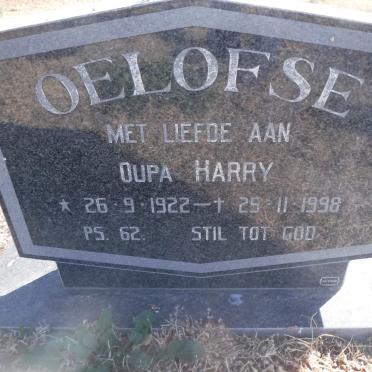 OELOFSE
MET LIEFDE AAN
OUPA HARRY
* 26-9-1922 – † 25-11-1998
PS. 62. STIL TOT GOD